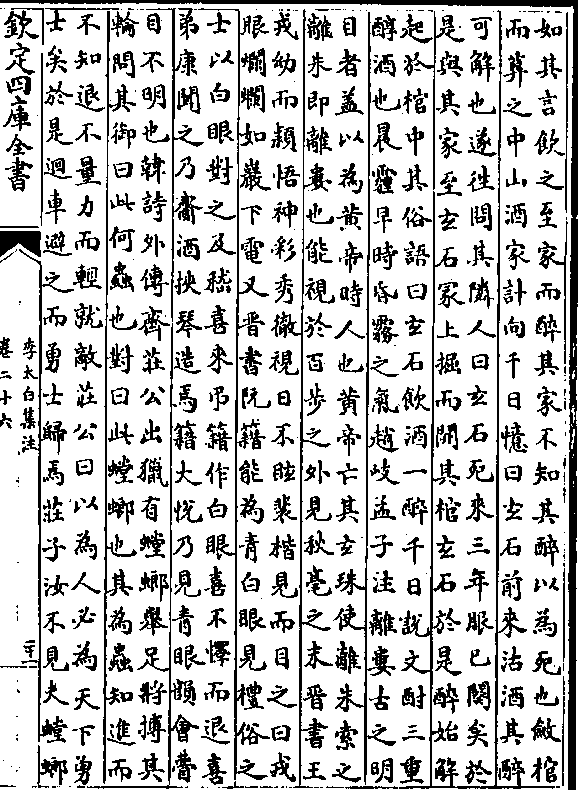 如其言飲之至家而醉其家不知其醉以為死也斂棺
而葬之中山酒家計向千日憶曰玄石前來沽酒其醉
可解也遂徃問其隣人曰玄石死來三年服已闋矣於
是與其家至玄石冢上掘而開其棺玄石於是醉始解
起於棺中其俗語曰玄石飲酒一醉千日說文酎三重
醇酒也晨霾早時昏霧之氣趙岐孟子注離婁古之明
目者蓋以為黃帝時人也黃帝亡其玄珠使離朱索之
離朱即離婁也能視於百步之外見秋毫之末晉書王
戎幼而頴悟神彩秀徹視日不眩裴楷見而目之曰戎
眼爛爛如巖下電又晉書阮籍能為青白眼見禮俗之
士以白眼對之及嵇喜來弔籍作白眼喜不懌而退喜
弟康聞之乃齎酒挾琴造焉籍大悅乃見青眼韻會瞢
目不明也韓詩外傳齊莊公出獵有螳螂舉足將搏其
輪問其御曰此何蟲也對曰此螳螂也其為蟲知進而
不知退不量力而輕就敵莊公曰以為人必為天下勇
士矣於是迴車避之而勇士歸焉莊子汝不見夫螳螂
欽定四庫全書
李太白集注
卷二十六